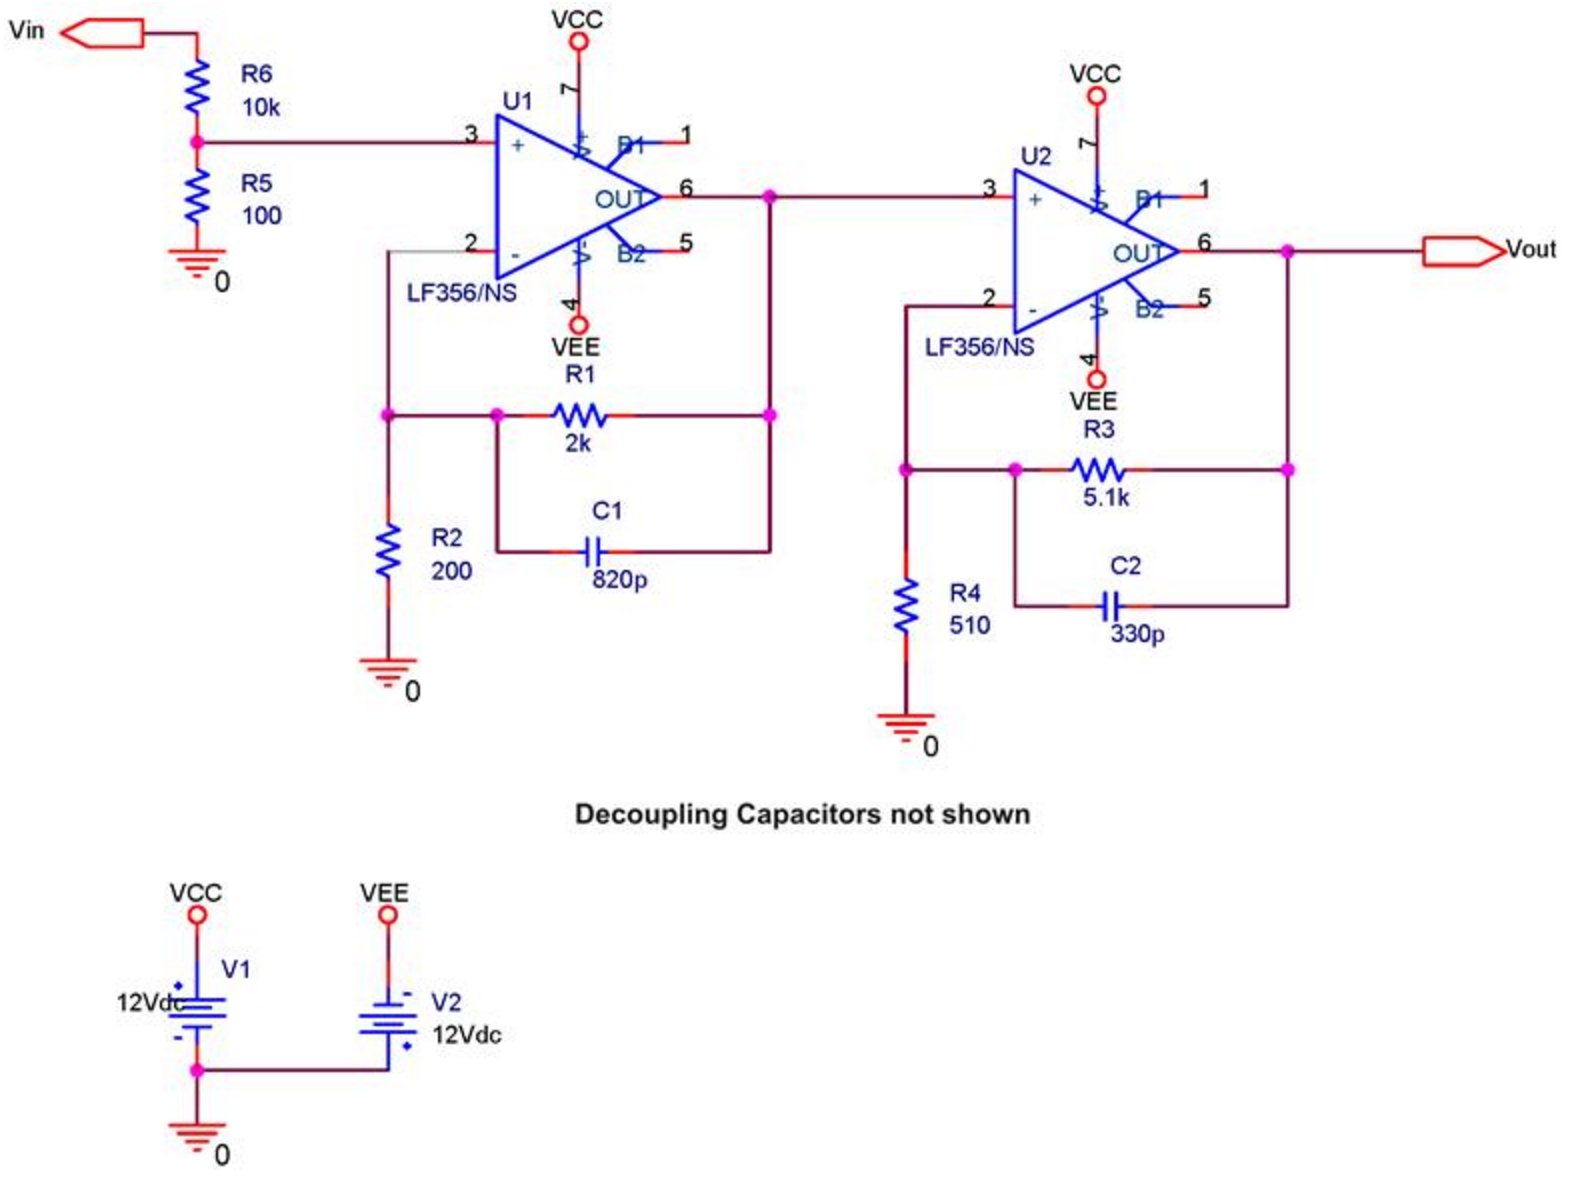 Vin
R6
10k
R5
100
0
VCC
7
U1
3
+
V+
B1
1
OUT
6
2
-
V-
B2
5
LF356/NS
4
VEE
R1
2k
C1
820p
R2
200
0
VCC
7
U2
3
+
V+
B1
1
OUT
6
Vout
2
-
V-
B2
5
LF356/NS
4
VEE
R3
5.1k
C2
330p
R4
510
0
Decoupling Capacitors not shown
VCC
V1
12Vdc
-
0
VEE
-
V2
12Vdc